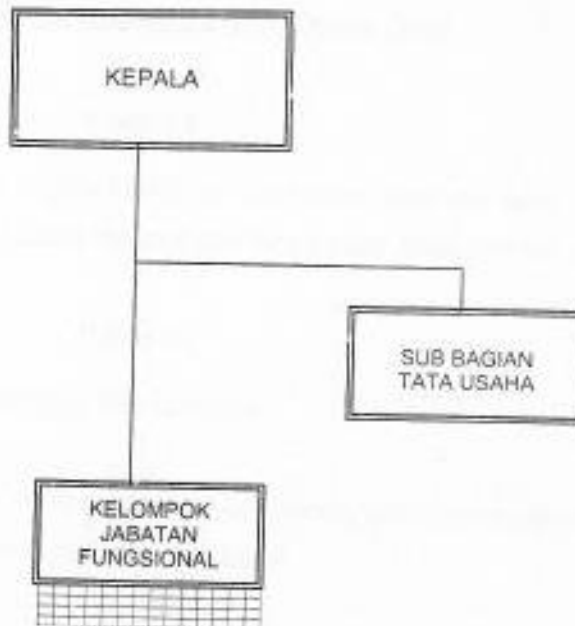 KEPALA
SUB BAGIAN
TATA USAHA
KELOMPOK
JABATAN
FUNGSIONAL